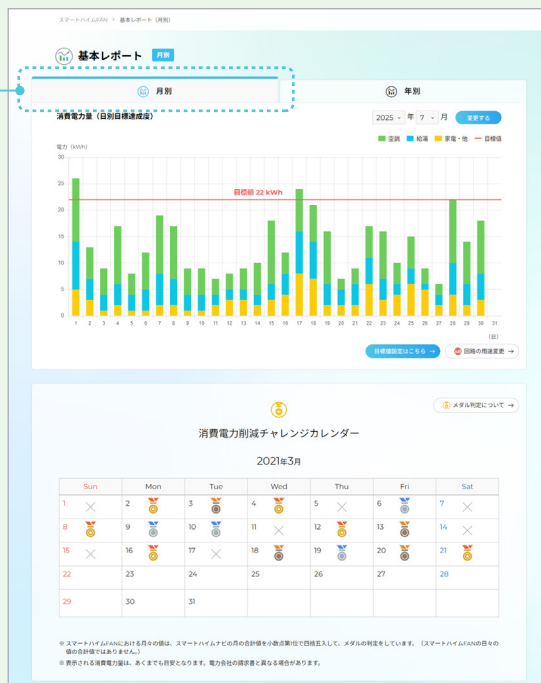 スマートハイムFAN > 基本レポート（月別）
基本レポート 月別
月別 年別
消費電力量（日別目標達成度）
2025 年 7 月 変更する
空調 給湯 家電・他 目標値
電力（kWh）
30
25
目標値 22 kWh
20
15
10
5
0
1 2 3 4 5 6 7 8 9 10 11 12 13 14 15 16 17 18 19 20 21 22 23 24 25 26 27 28 29 30 31
（日）
目標値設定はこちら → 回路の用途変更 →
メダル判定について →
消費電力削減チャレンジカレンダー
2021年3月
Sun Mon Tue Wed Thu Fri Sat
1 2 3 4 5 6 7
8 9 10 11 12 13 14
15 16 17 18 19 20 21
22 23 24 25 26 27 28
29 30 31
※ スマートハイムFANにおける月々の値は、スマートハイムナビの月の合計値を小数点第1位で四捨五入して、メダルの判定をしています。（スマートハイムFANの日々の
値の合計値ではありません。）
※ 表示される消費電力量は、あくまでも目安となります。電力会社の請求書と異なる場合があります。